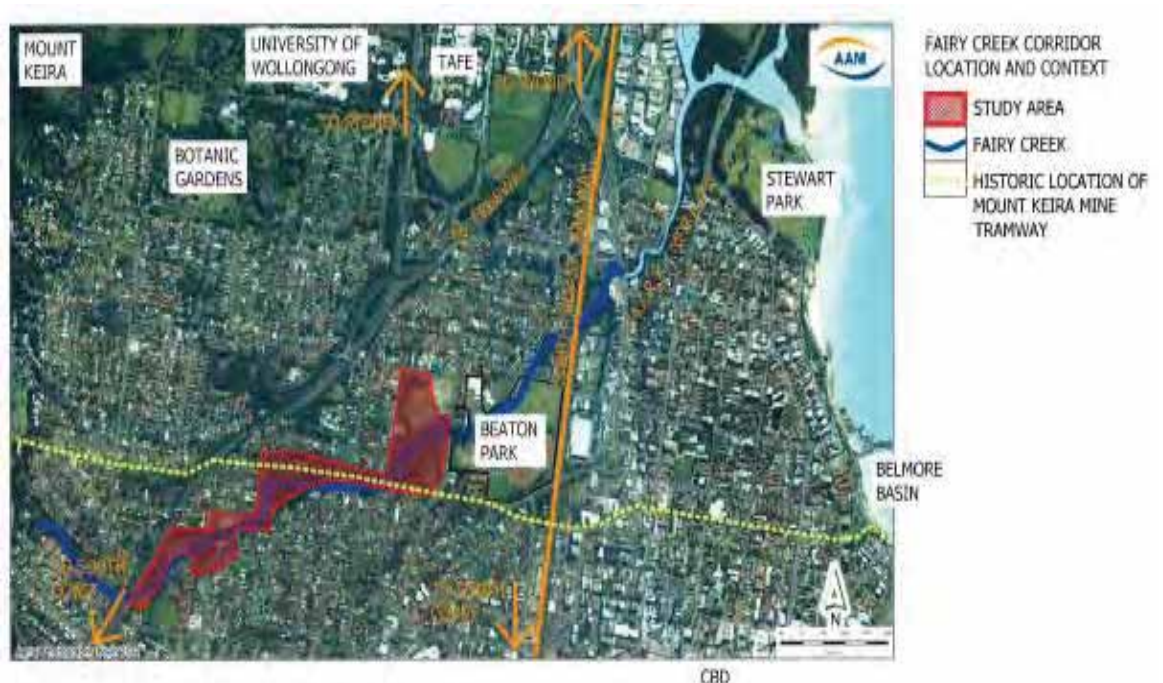 MOUNT
KEIRA
UNIVERSITY OF
WOLLONGONG
TAFE
AAM
BOTANIC
GARDENS
STEWART
PARK
BEATON
PARK
BELMORE
BASIN
N
CBD
FAIRY CREEK CORRIDOR
LOCATION AND CONTEXT
STUDY AREA
FAIRY CREEK
HISTORIC LOCATION OF
MOUNT KEIRA MINE
TRAMWAY